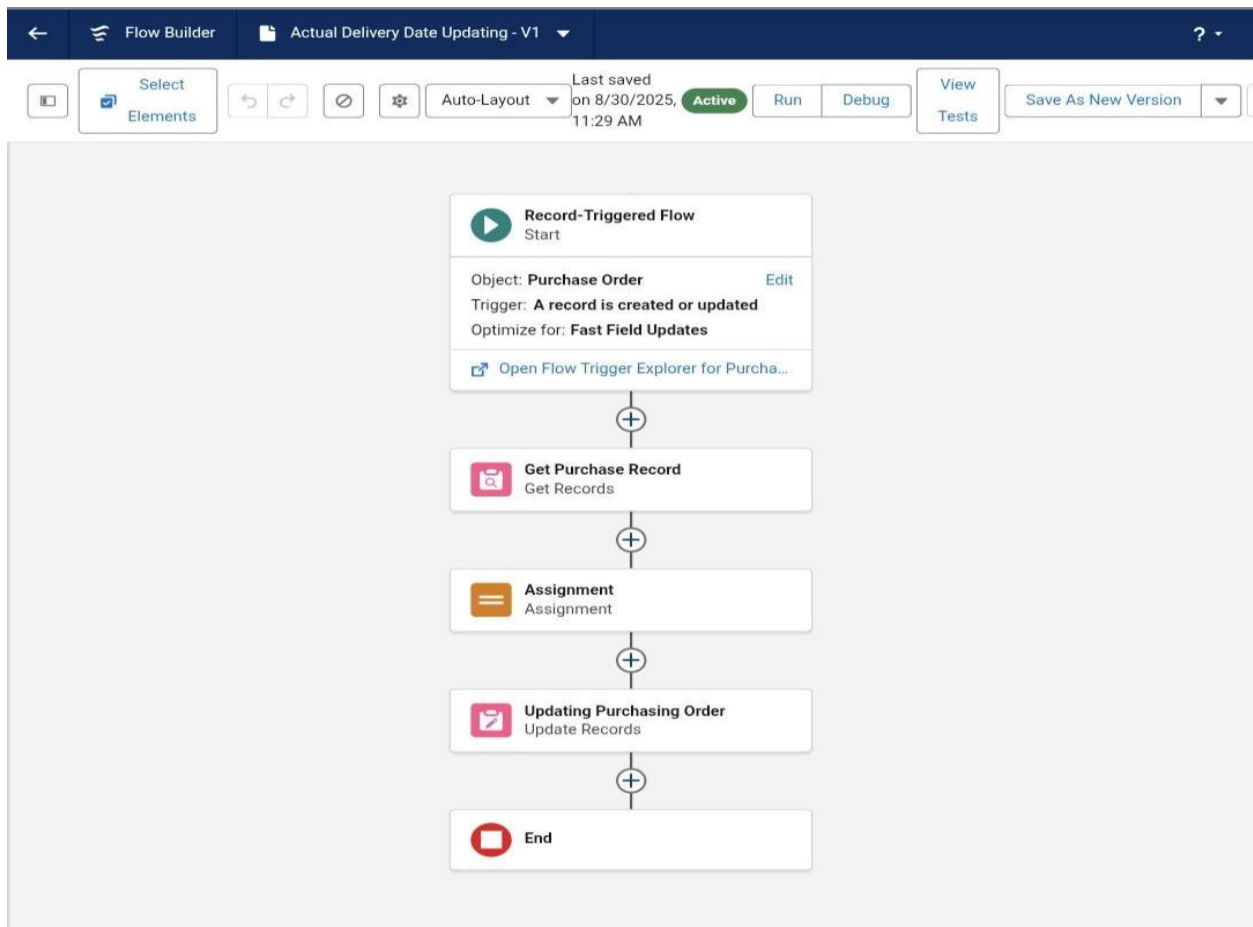 Flow Builder
Actual Delivery Date Updating - V1
?
Select
Elements
Auto-Layout
Last saved
on 8/30/2025,
11:29 AM
Active
Run
Debug
View
Tests
Save As New Version
Record-Triggered Flow
Start
Object: Purchase Order
Edit
Trigger: A record is created or updated
Optimize for: Fast Field Updates
Open Flow Trigger Explorer for Purcha...
Get Purchase Record
Get Records
Assignment
Assignment
Updating Purchasing Order
Update Records
End